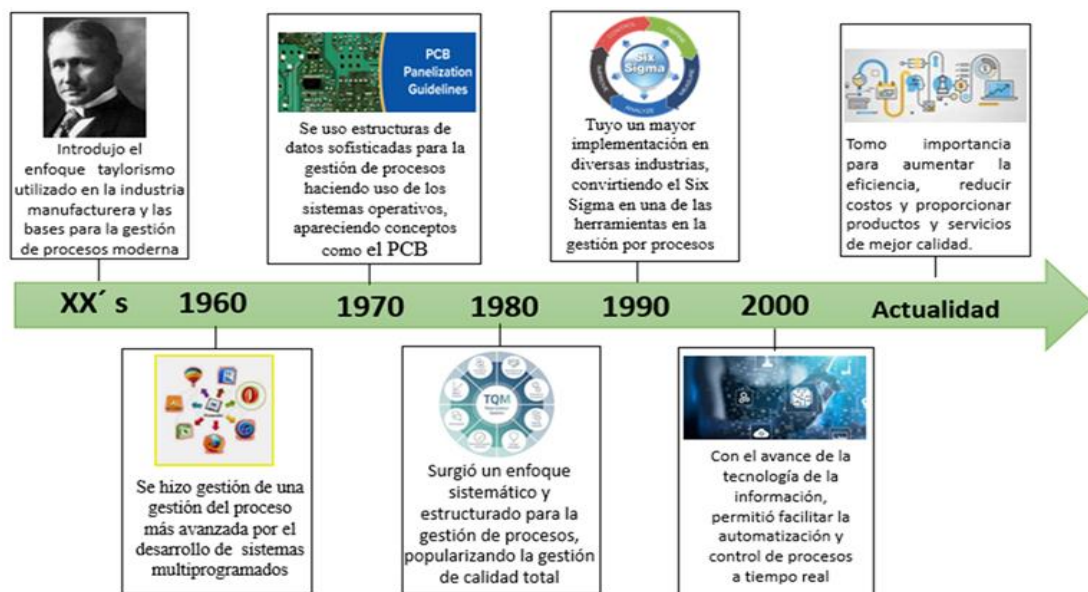 PCB
Panelization
Guidelines
CONTROL
DEFINE
MEASURE
ANALYZE
IMPROVE
Six
Sigma
Introdujo el
enfoque taylorismo
utilizado en la industria
manufacturera y las
bases para la gestión
de procesos moderna
Se uso estructuras de
datos sofisticadas para la
gestión de procesos
haciendo uso de los
sistemas operativos,
apareciendo conceptos
como el PCB
Tuyo un mayor
implementación en
diversas industrias,
convirtiendo el Six
Sigma en una de las
herramientas en la
gestión por procesos
Tomo importancia
para aumentar la
eficiencia, reducir
costos y proporcionar
productos y servicios
de mejor calidad.
XX´ s 1960 1970 1980 1990 2000 Actualidad
Se hizo gestión de una
gestión del proceso
más avanzada por el
desarrollo de sistemas
multiprogramados
TQM
Surgió un enfoque
sistemático y
estructurado para la
gestión de procesos,
popularizando la gestión
de calidad total
Con el avance de la
tecnología de la
información,
permitió facilitar la
automatización y
control de procesos
a tiempo real